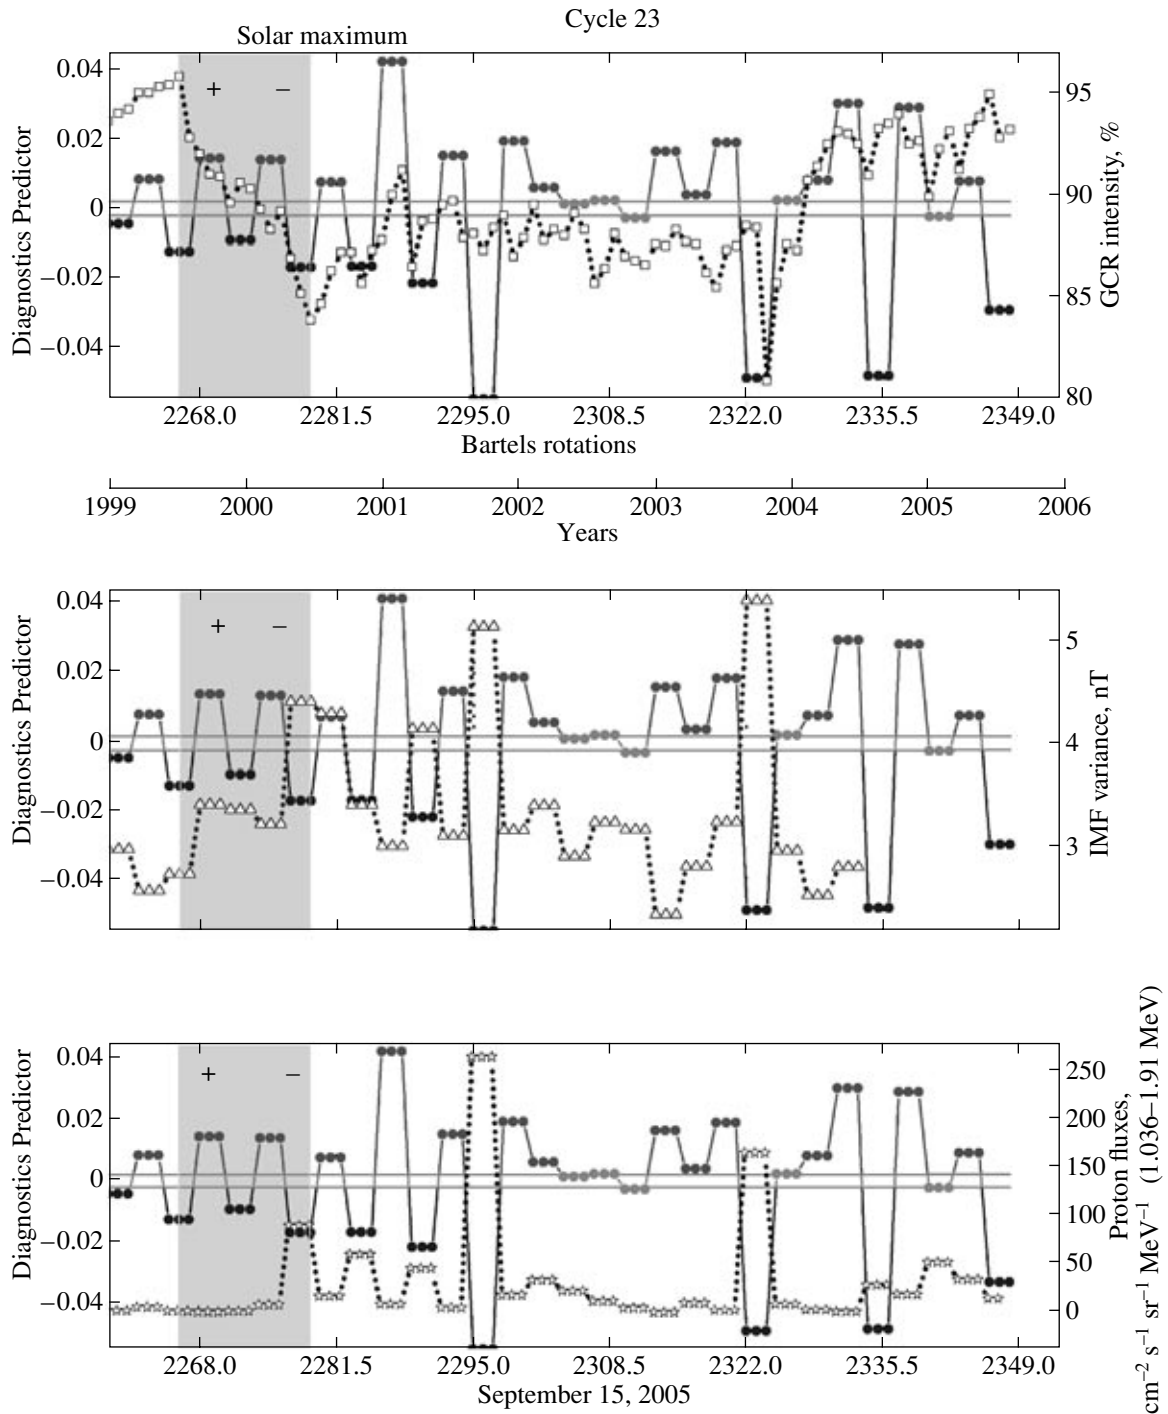 Cycle 23
Solar maximum
+ −
Diagnostics Predictor
0.04
0.02
0
−0.02
−0.04
GCR intensity, %
95
90
85
80
2268.0 2281.5 2295.0 2308.5 2322.0 2335.5 2349.0
Bartels rotations
1999 2000 2001 2002 2003 2004 2005 2006
Years
+ −
Diagnostics Predictor
0.04
0.02
0
−0.02
−0.04
IMF variance, nT
5
4
3
+ −
Diagnostics Predictor
0.04
0.02
0
−0.02
−0.04
250
200
150
100
50
0
Proton fluxes,
cm−2 s−1 sr−1 MeV−1 (1.036–1.91 MeV)
2268.0 2281.5 2295.0 2308.5 2322.0 2335.5 2349.0
September 15, 2005